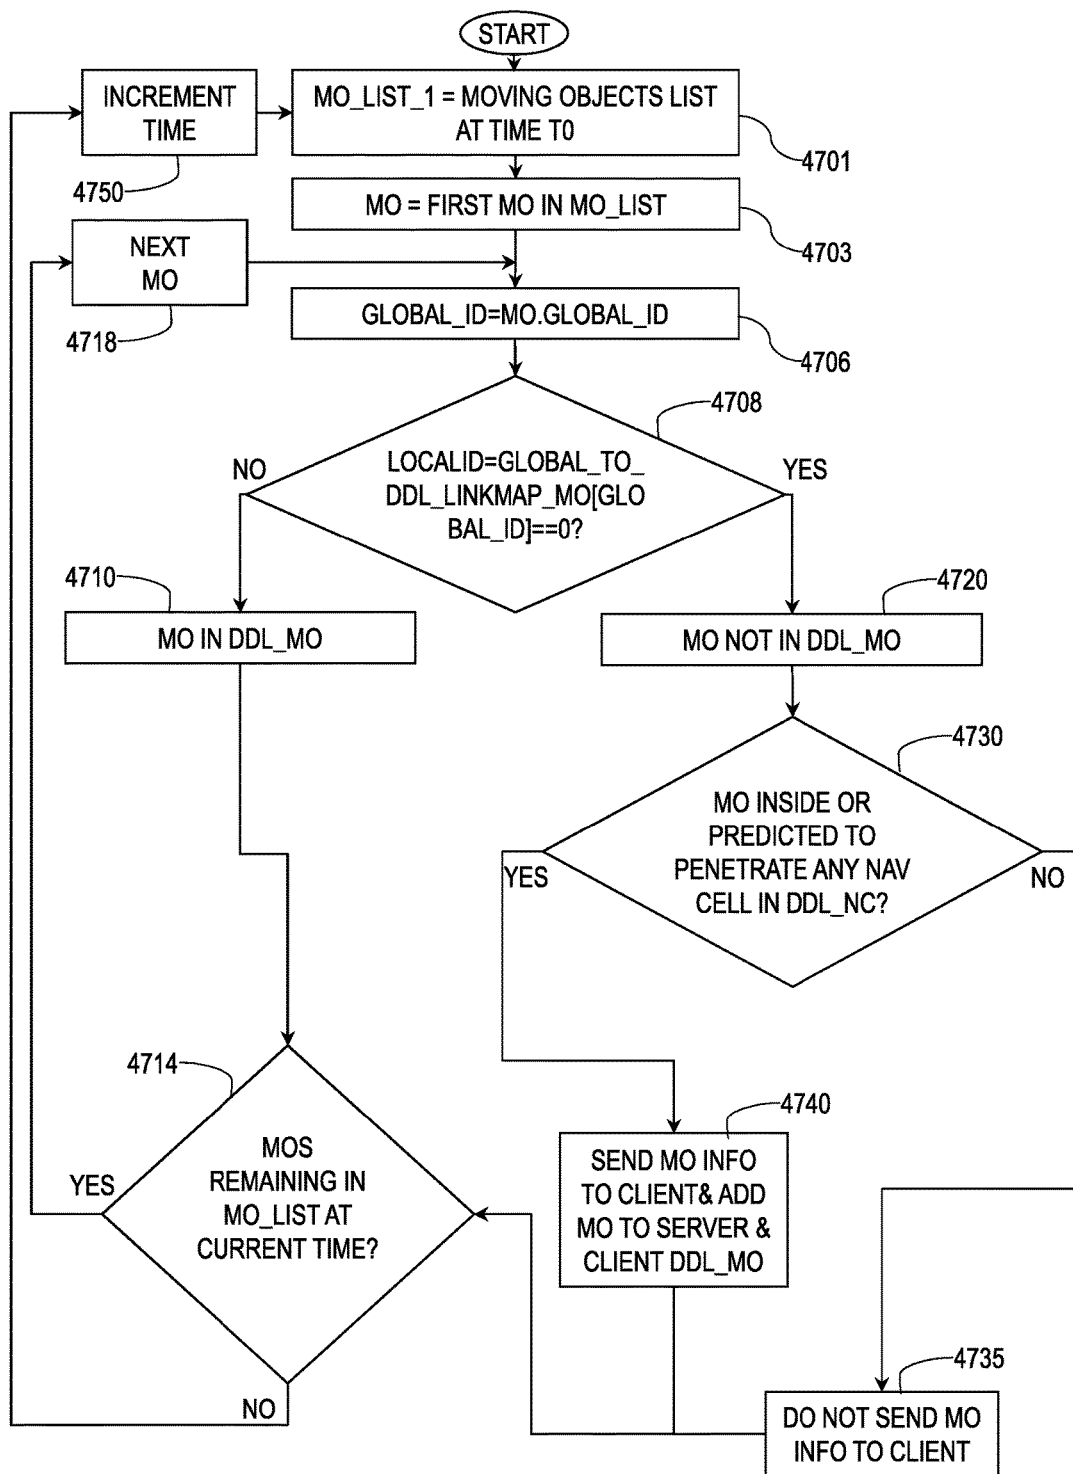 START
INCREMENT
TIME
4750
MO_LIST_1 = MOVING OBJECTS LIST
AT TIME T0
4701
MO = FIRST MO IN MO_LIST
4703
NEXT
MO
4718
GLOBAL_ID=MO.GLOBAL_ID
4706
4708
NO
LOCALID=GLOBAL_TO_
DDL_LINKMAP_MO[GLO
BAL_ID]==0?
YES
4710
MO IN DDL_MO
4720
MO NOT IN DDL_MO
4730
MO INSIDE OR
PREDICTED TO
PENETRATE ANY NAV
CELL IN DDL_NC?
YES
NO
4714
MOS
REMAINING IN
MO_LIST AT
CURRENT TIME?
YES
NO
4740
SEND MO INFO
TO CLIENT& ADD
MO TO SERVER &
CLIENT DDL_MO
4735
DO NOT SEND MO
INFO TO CLIENT